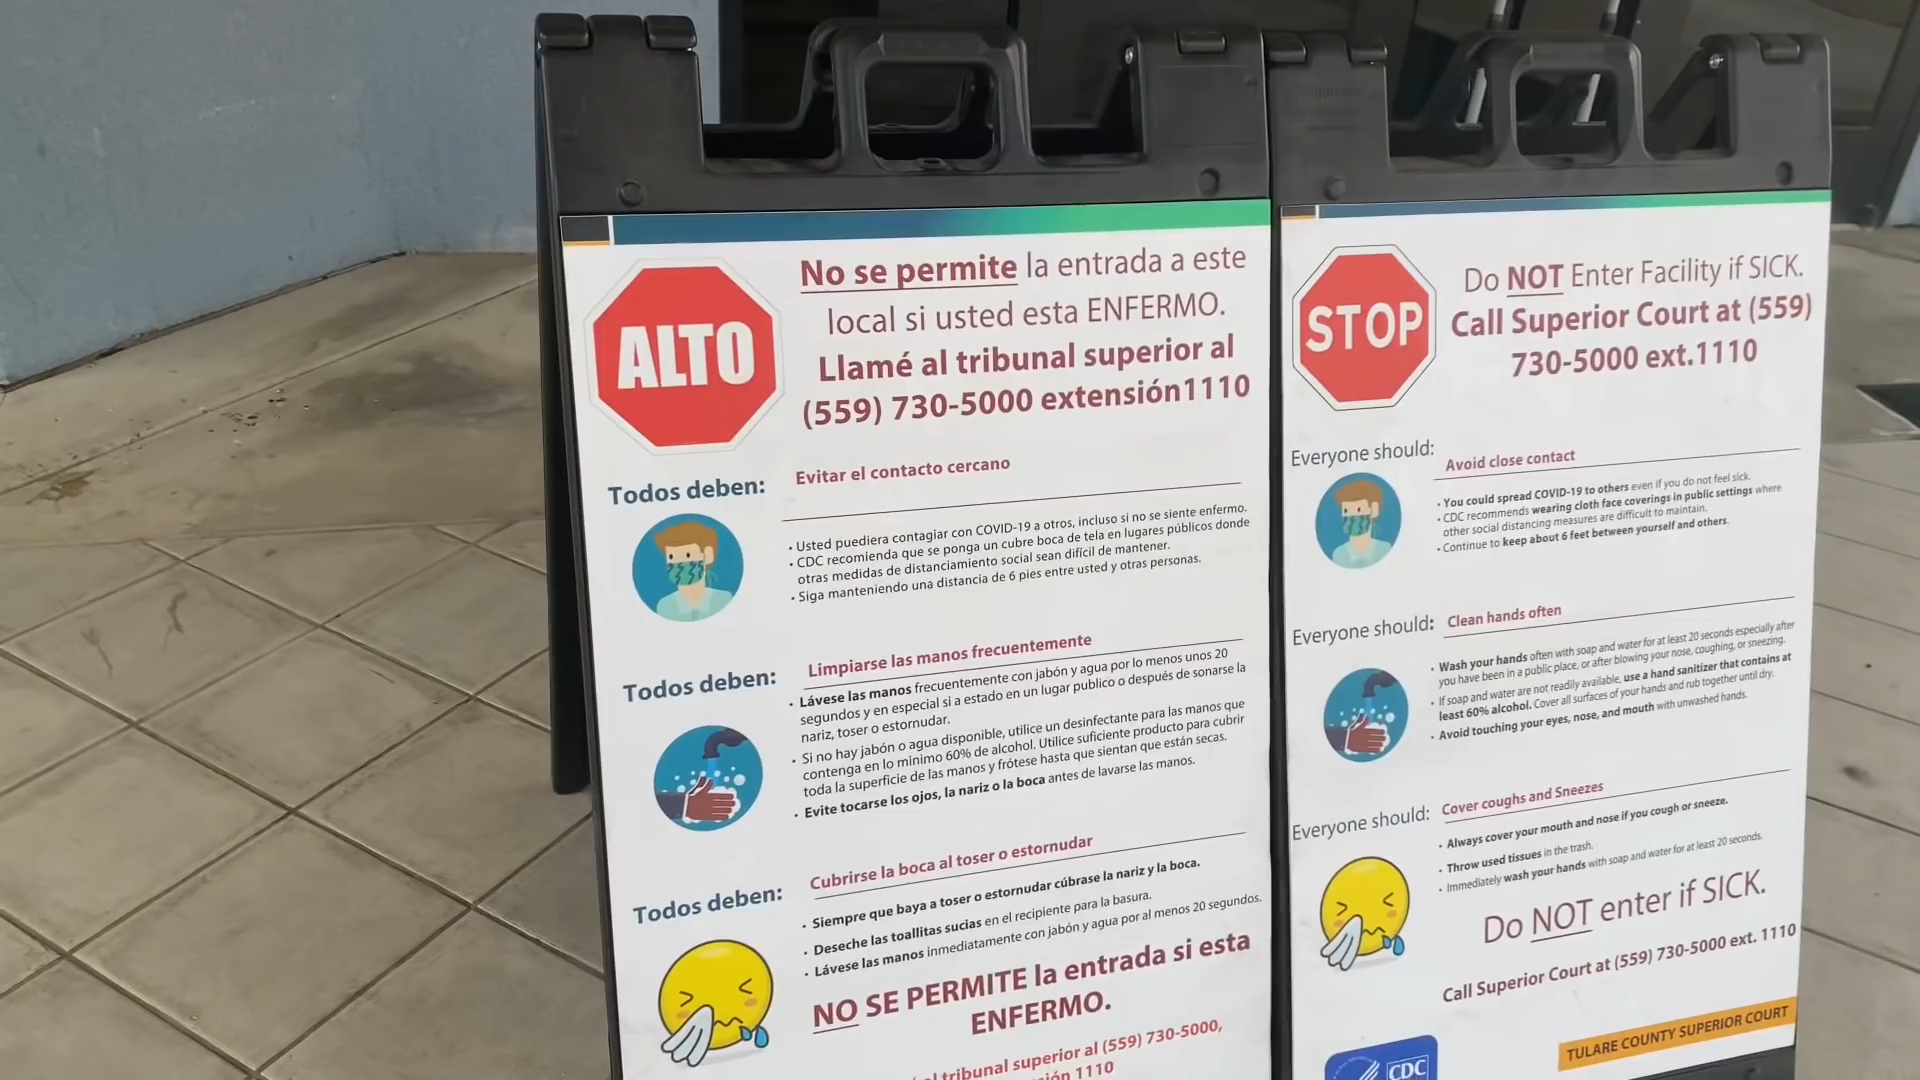 ALTO
No se permite la entrada a este
local si usted esta ENFERMO.
Llamé al tribunal superior al
(559) 730-5000 extensión1110
Todos deben:
Evitar el contacto cercano
• Usted puediera contagiar con COVID-19 a otros, incluso si no se siente enfermo.
• CDC recomienda que se ponga un cubre boca de tela en lugares públicos donde
otras medidas de distanciamiento social sean difícil de mantener.
• Siga manteniendo una distancia de 6 pies entre usted y otras personas.
Todos deben:
Limpiarse las manos frecuentemente
• Lávese las manos frecuentemente con jabón y agua por lo menos unos 20
segundos y en especial si a estado en un lugar publico o después de sonarse la
nariz, toser o estornudar.
• Si no hay jabón o agua disponible, utilice un desinfectante para las manos que
contenga en lo minimo 60% de alcohol. Utilice suficiente producto para cubrir
toda la superficie de las manos y frótese hasta que sientan que están secas.
• Evite tocarse los ojos, la nariz o la boca antes de lavarse las manos.
Todos deben:
Cubrirse la boca al toser o estornudar
• Siempre que baya a toser o estornudar cúbrase la nariz y la boca.
• Deseche las toallitas sucias en el recipiente para la basura.
• Lávese las manos inmediatamente con jabón y agua por al menos 20 segundos.
NO SE PERMITE la entrada si esta
ENFERMO.
tribunal superior al (559) 730-5000,
1110
STOP
Do NOT Enter Facility if SICK.
Call Superior Court at (559)
730-5000 ext.1110
Everyone should:
Avoid close contact
• You could spread COVID-19 to others even if you do not feel sick.
• CDC recommends wearing cloth face coverings in public settings where
other social distancing measures are difficult to maintain.
• Continue to keep about 6 feet between yourself and others.
Everyone should:
Clean hands often
• Wash your hands often with soap and water for at least 20 seconds especially after
you have been in a public place, or after blowing your nose, coughing, or sneezing.
• If soap and water are not readily available, use a hand sanitizer that contains at
least 60% alcohol. Cover all surfaces of your hands and rub together until dry.
• Avoid touching your eyes, nose, and mouth with unwashed hands.
Everyone should:
Cover coughs and Sneezes
• Always cover your mouth and nose if you cough or sneeze.
• Throw used tissues in the trash.
• Immediately wash your hands with soap and water for at least 20 seconds.
Do NOT enter if SICK.
Call Superior Court at (559) 730-5000 ext. 1110
CDC
TULARE COUNTY SUPERIOR COURT